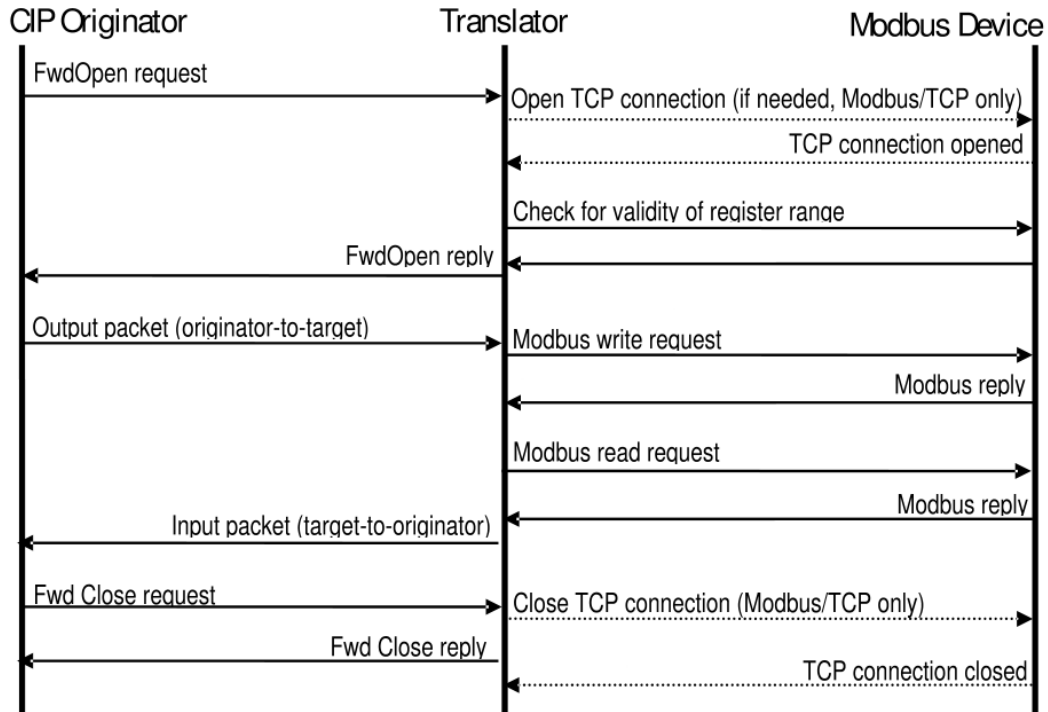 CIP Originator
Translator
Modbus Device
FwdOpen request
Open TCP connection (if needed, Modbus/TCP only)
TCP connection opened
Check for validity of register range
FwdOpen reply
Output packet (originator-to-target)
Modbus write request
Modbus reply
Modbus read request
Modbus reply
Input packet (target-to-originator)
Fwd Close request
Close TCP connection (Modbus/TCP only)
Fwd Close reply
TCP connection closed